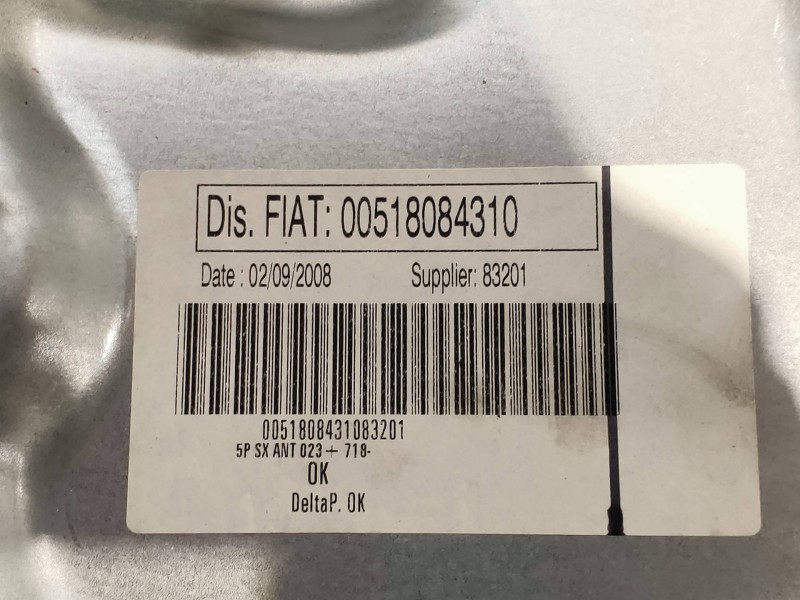 Dis. FIAT: 00518084310
Date : 02/09/2008 Supplier: 83201
0051808431083201
5P SX ANT 023+ 718-
OK
DeltaP. OK